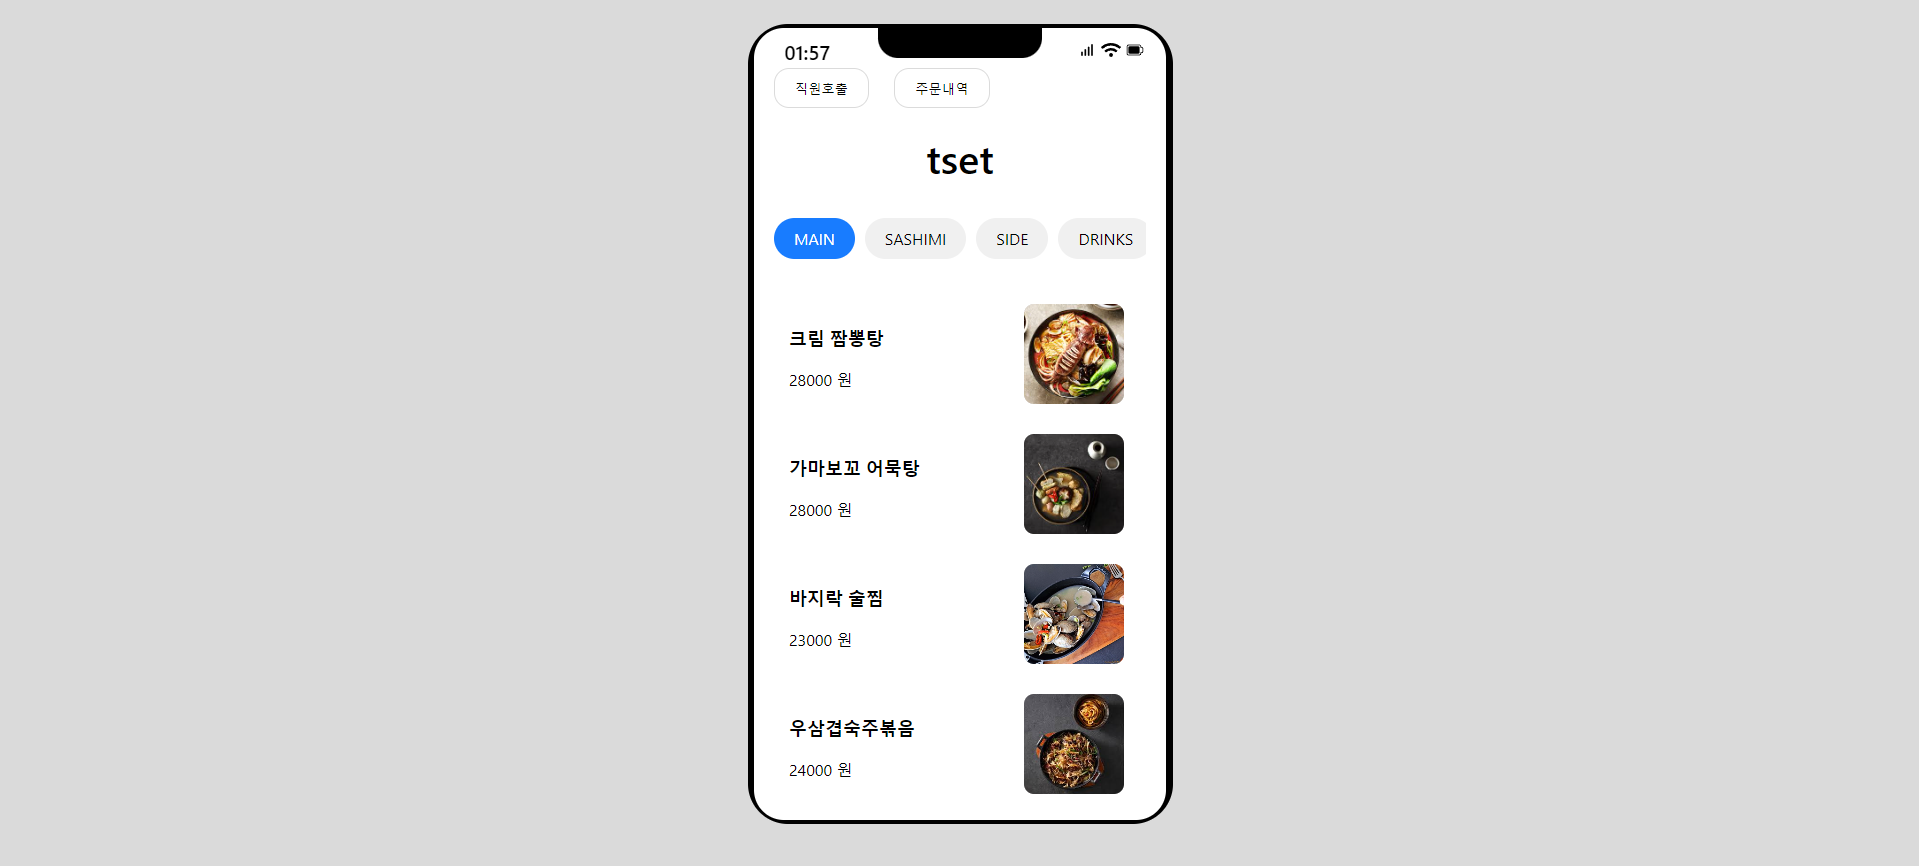 01:57
직원호출 주문내역
tset
MAIN SASHIMI SIDE DRINKS
크림 짬뽕탕
28000 원
가마보꼬 어묵탕
28000 원
바지락 술찜
23000 원
우삼겹숙주볶음
24000 원